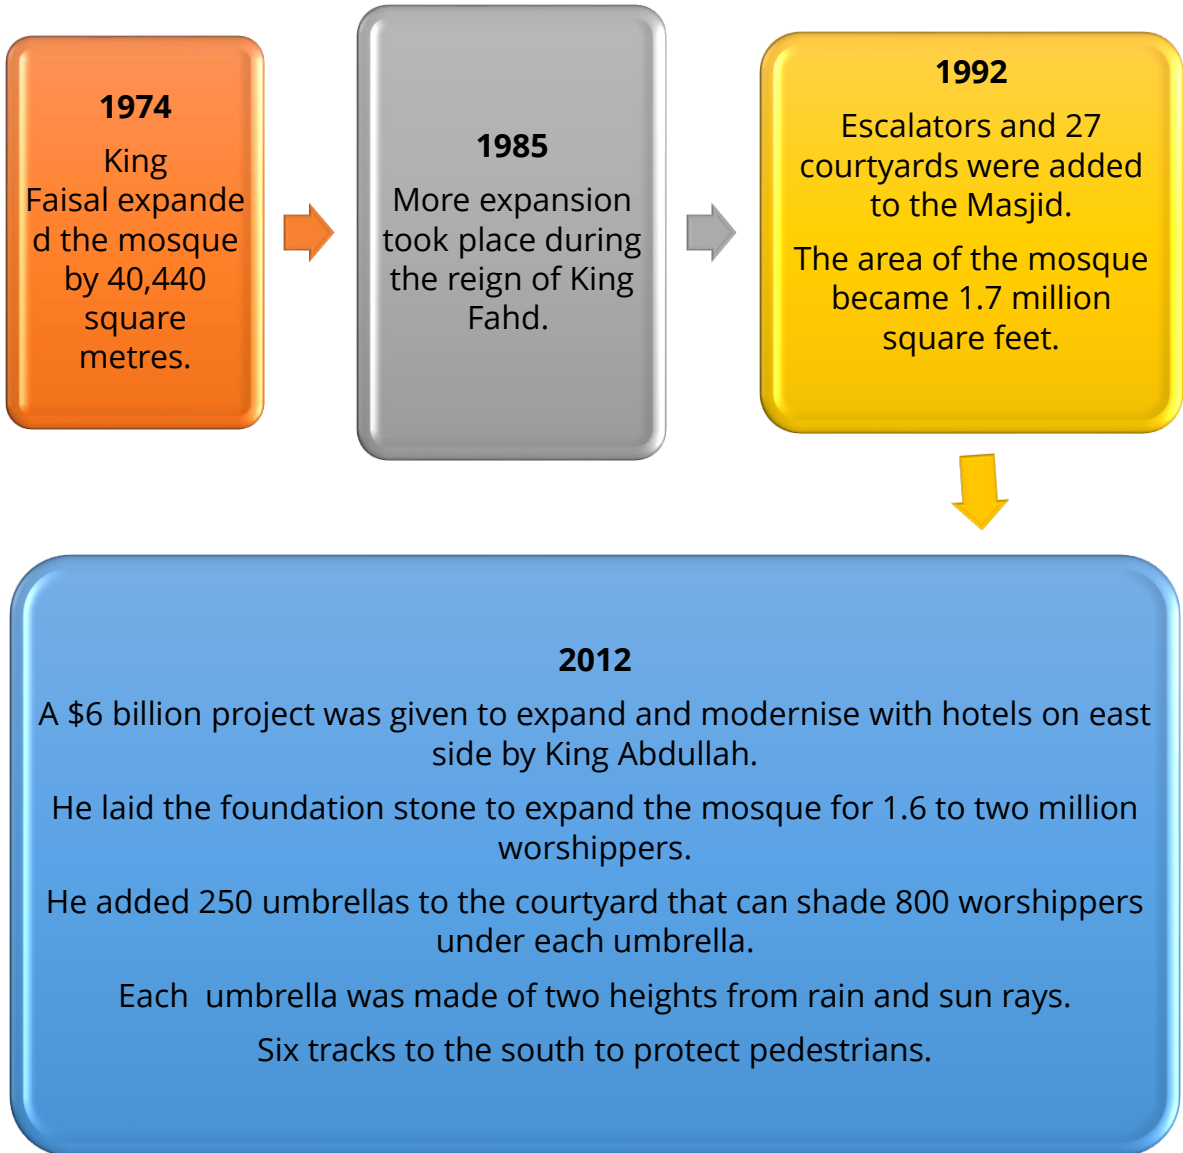 1974
King
Faisal expande
d the mosque
by 40,440
square
metres.
1985
More expansion
took place during
the reign of King
Fahd.
1992
Escalators and 27
courtyards were added
to the Masjid.
The area of the mosque
became 1.7 million
square feet.
2012
A $6 billion project was given to expand and modernise with hotels on east
side by King Abdullah.
He laid the foundation stone to expand the mosque for 1.6 to two million
worshippers.
He added 250 umbrellas to the courtyard that can shade 800 worshippers
under each umbrella.
Each  umbrella was made of two heights from rain and sun rays.
Six tracks to the south to protect pedestrians.